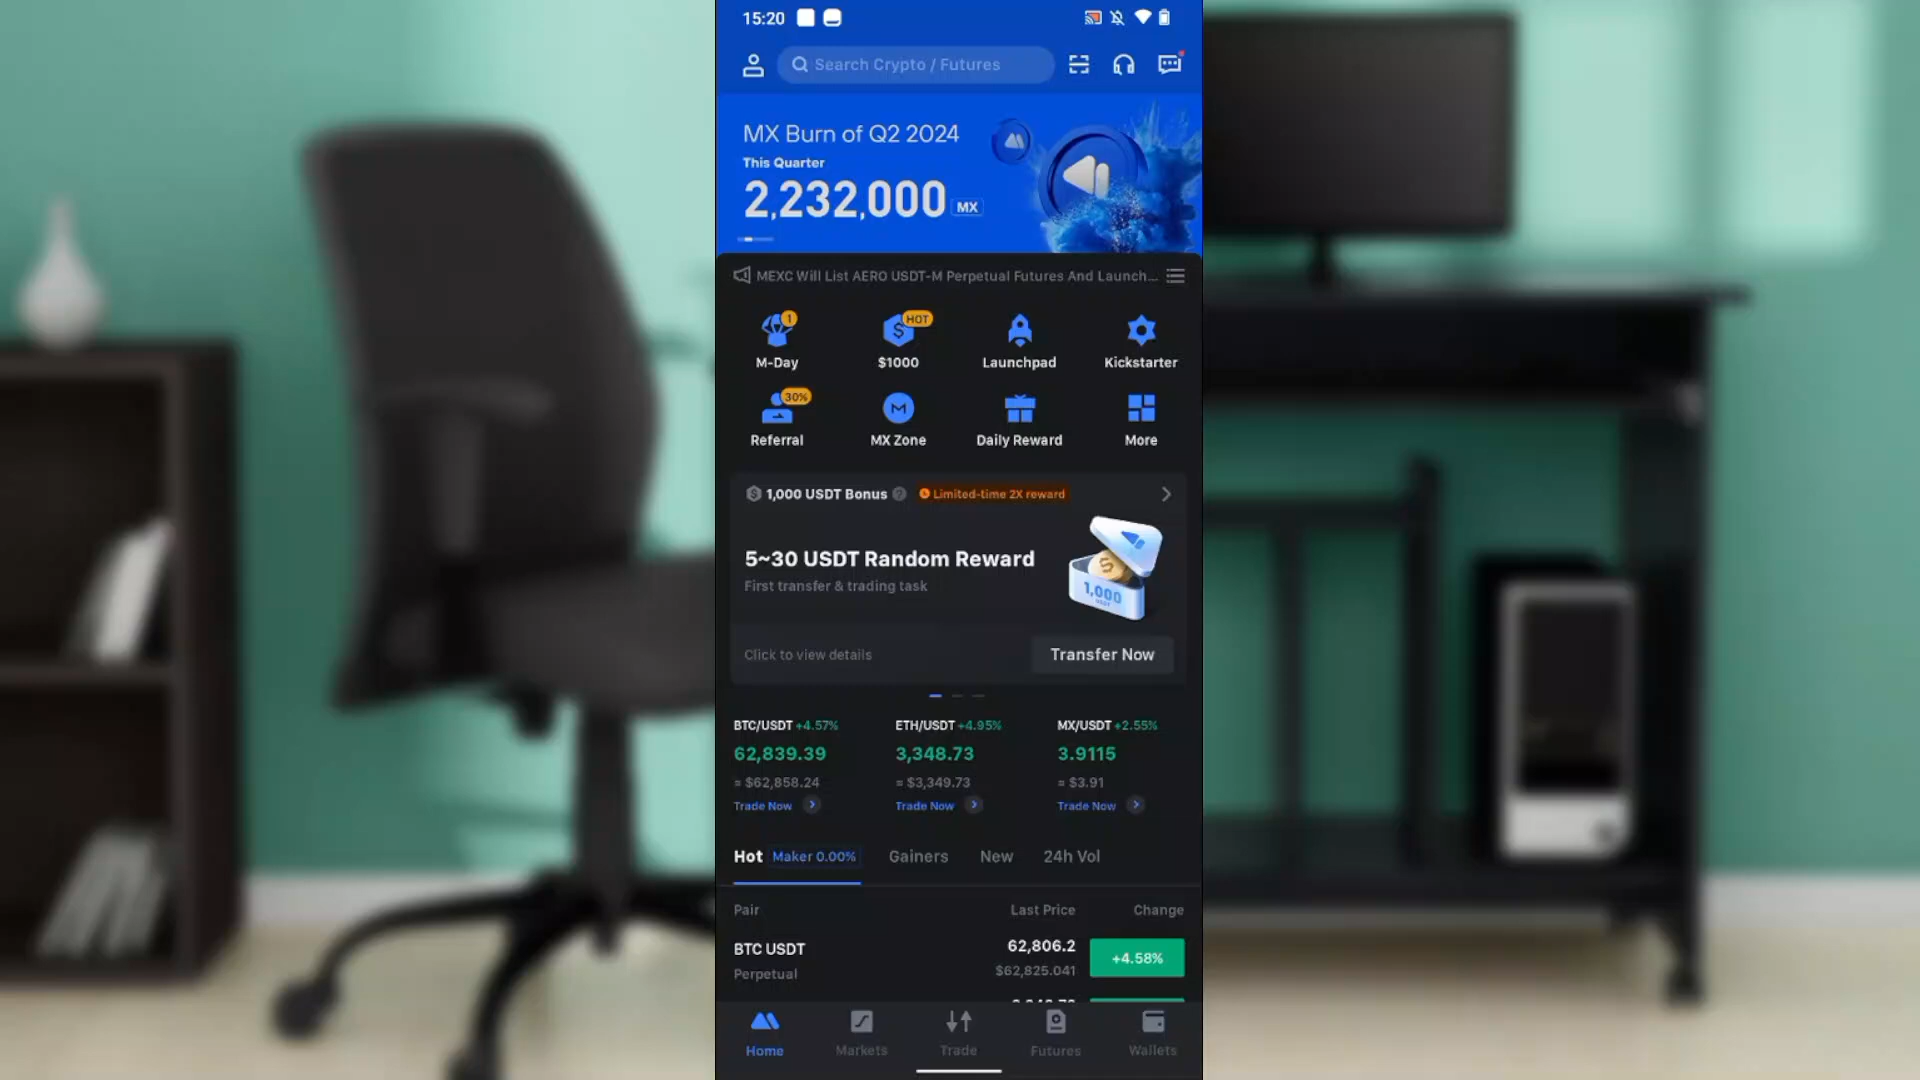 15:20
Search Crypto / Futures
MX Burn of Q2 2024
This Quarter
2,232,000 MX
MEXC Will List AERO USDT-M Perpetual Futures And Launch...
1
HOT
M-Day
$1000
Launchpad
Kickstarter
30%
Referral
MX Zone
Daily Reward
More
1,000 USDT Bonus
Limited-time 2X reward
5~30 USDT Random Reward
First transfer & trading task
1,000
Click to view details
Transfer Now
BTC/USDT +4.57%
ETH/USDT +4.95%
MX/USDT +2.55%
62,839.39
3,348.73
3.9115
≈ $62,858.24
≈ $3,349.73
≈ $3.91
Trade Now
Trade Now
Trade Now
Hot Maker 0.00%
Gainers
New
24h Vol
Pair
Last Price
Change
BTC USDT
62,806.2
+4.58%
Perpetual
$62,825.041
Home
Markets
Trade
Futures
Wallets